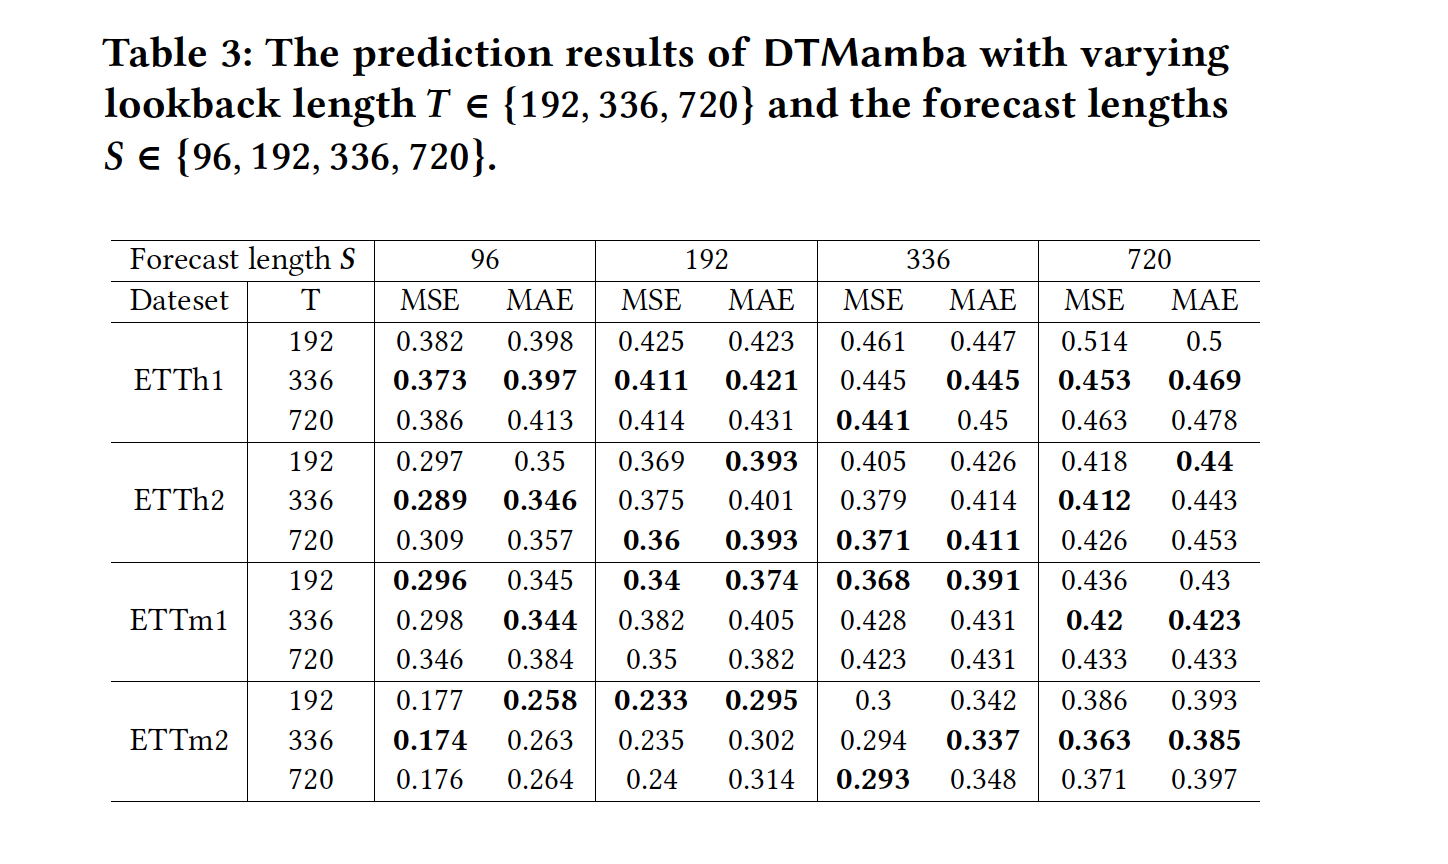 Table 3: The prediction results of DTMamba with varying
lookback length T ∈ {192, 336, 720} and the forecast lengths
S ∈ {96, 192, 336, 720}.
Forecast length S 96 192 336 720
Dateset T MSE MAE MSE MAE MSE MAE MSE MAE
192 0.382 0.398 0.425 0.423 0.461 0.447 0.514 0.5
ETTh1 336 0.373 0.397 0.411 0.421 0.445 0.445 0.453 0.469
720 0.386 0.413 0.414 0.431 0.441 0.45 0.463 0.478
192 0.297 0.35 0.369 0.393 0.405 0.426 0.418 0.44
ETTh2 336 0.289 0.346 0.375 0.401 0.379 0.414 0.412 0.443
720 0.309 0.357 0.36 0.393 0.371 0.411 0.426 0.453
192 0.296 0.345 0.34 0.374 0.368 0.391 0.436 0.43
ETTm1 336 0.298 0.344 0.382 0.405 0.428 0.431 0.42 0.423
720 0.346 0.384 0.35 0.382 0.423 0.431 0.433 0.433
192 0.177 0.258 0.233 0.295 0.3 0.342 0.386 0.393
ETTm2 336 0.174 0.263 0.235 0.302 0.294 0.337 0.363 0.385
720 0.176 0.264 0.24 0.314 0.293 0.348 0.371 0.397